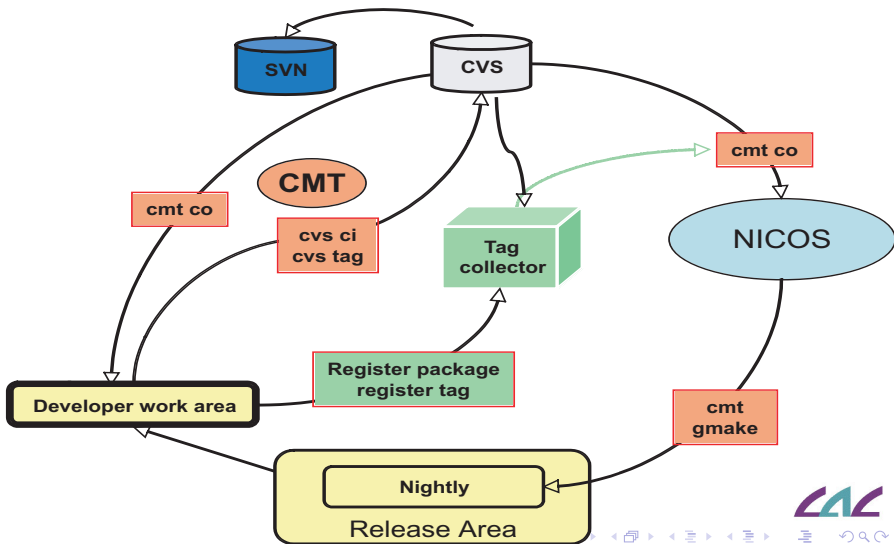 SVN
CVS
cmt co
CMT
cmt co
cvs ci
cvs tag
Tag
collector
NICOS
Register package
register tag
Developer work area
cmt
gmake
Nightly
Release Area
CAC